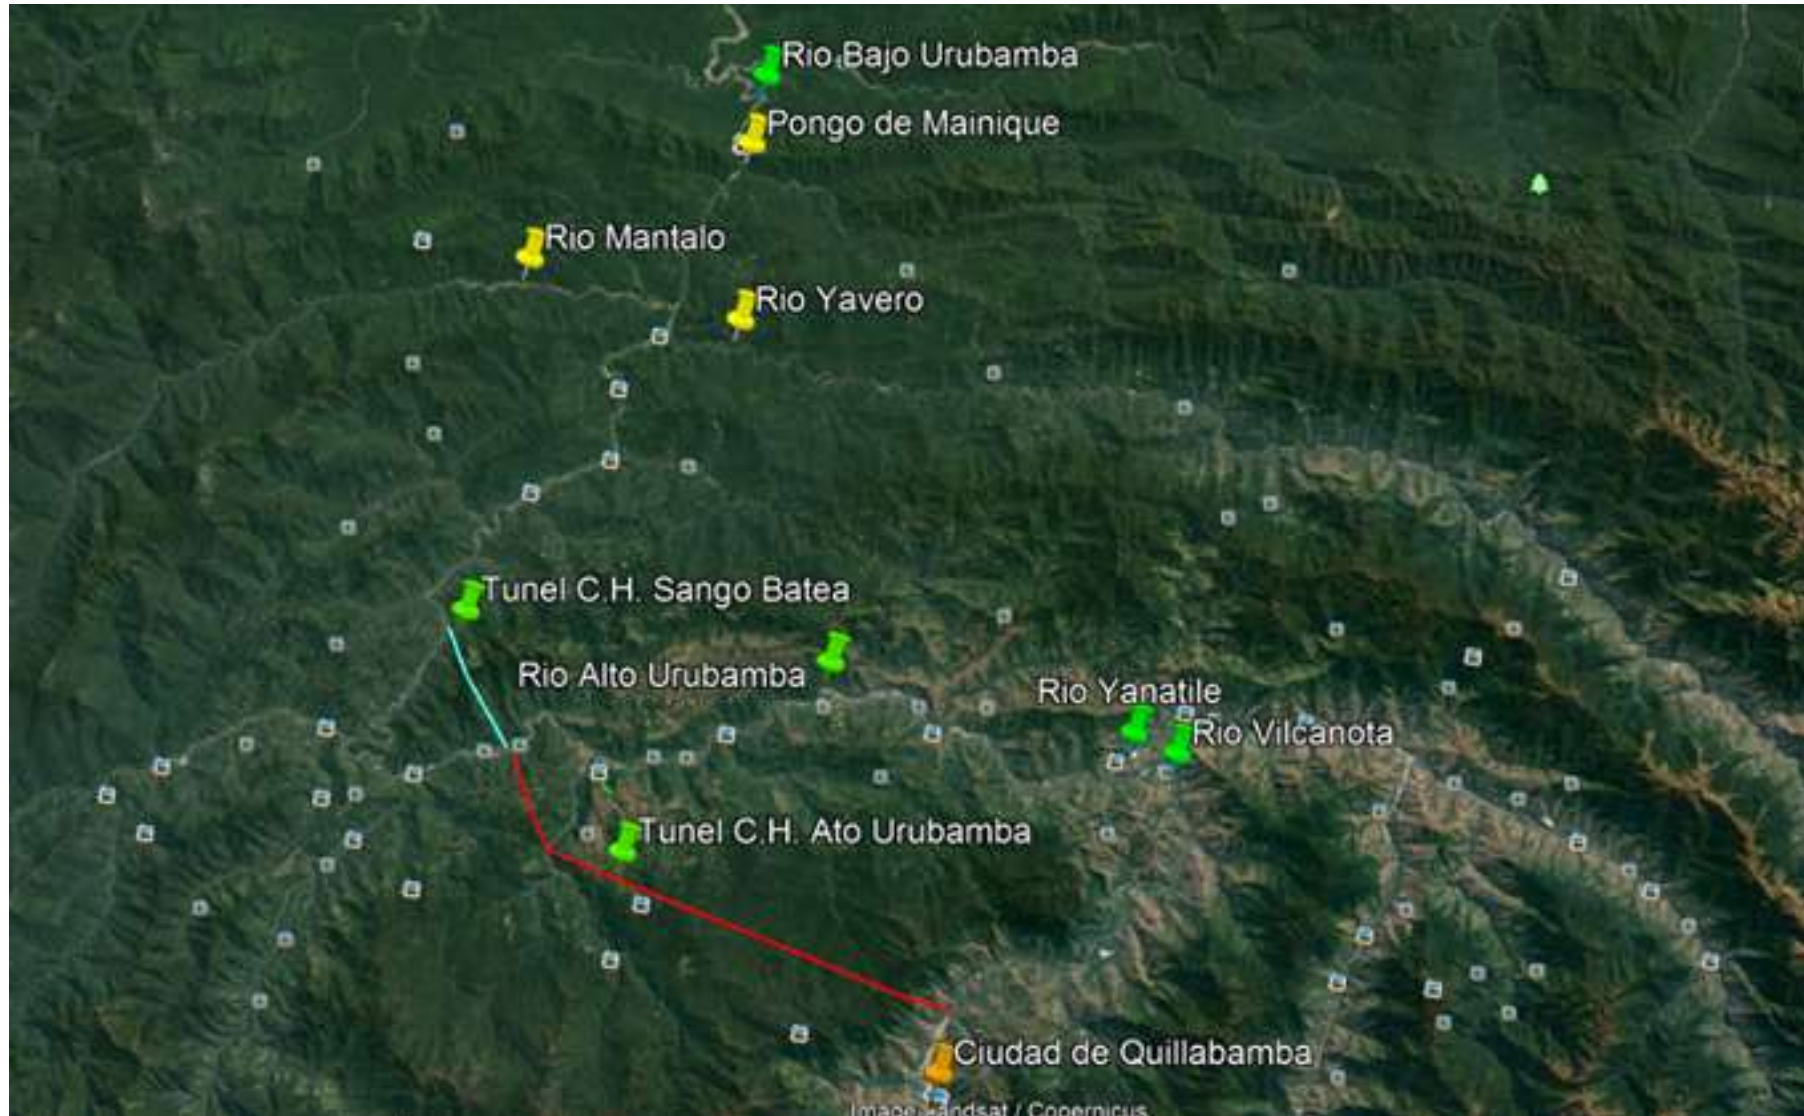 Rio Bajo Urubamba
Pongo de Mainique
Rio Mantalo
Rio Yavero
Tunel C.H. Sango Batea
Rio Alto Urubamba
Rio Yanatile
Rio Vilcanota
Tunel C.H. Ato Urubamba
Ciudad de Quillabamba
Image Landsat / Copernicus